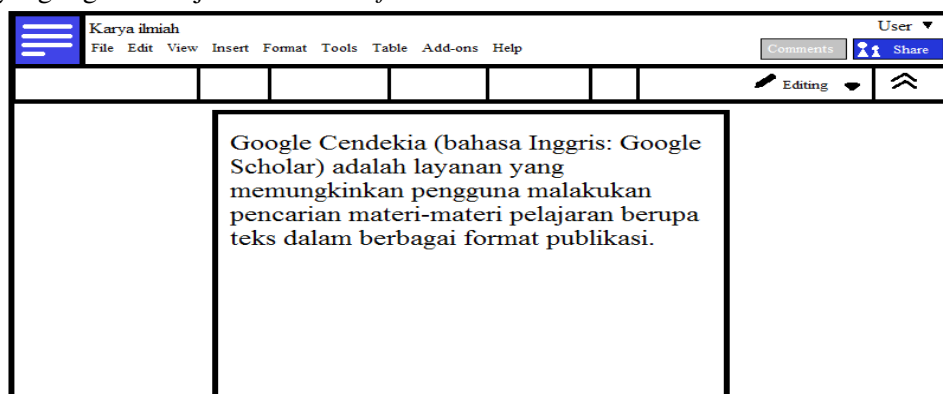 Karya ilmiah
User
File Edit View Insert Format Tools Table Add-ons Help
Comments
Share
Editing
Google Cendekia (bahasa Inggris: Google
Scholar) adalah layanan yang
memungkinkan pengguna malakukan
pencarian materi-materi pelajaran berupa
teks dalam berbagai format publikasi.